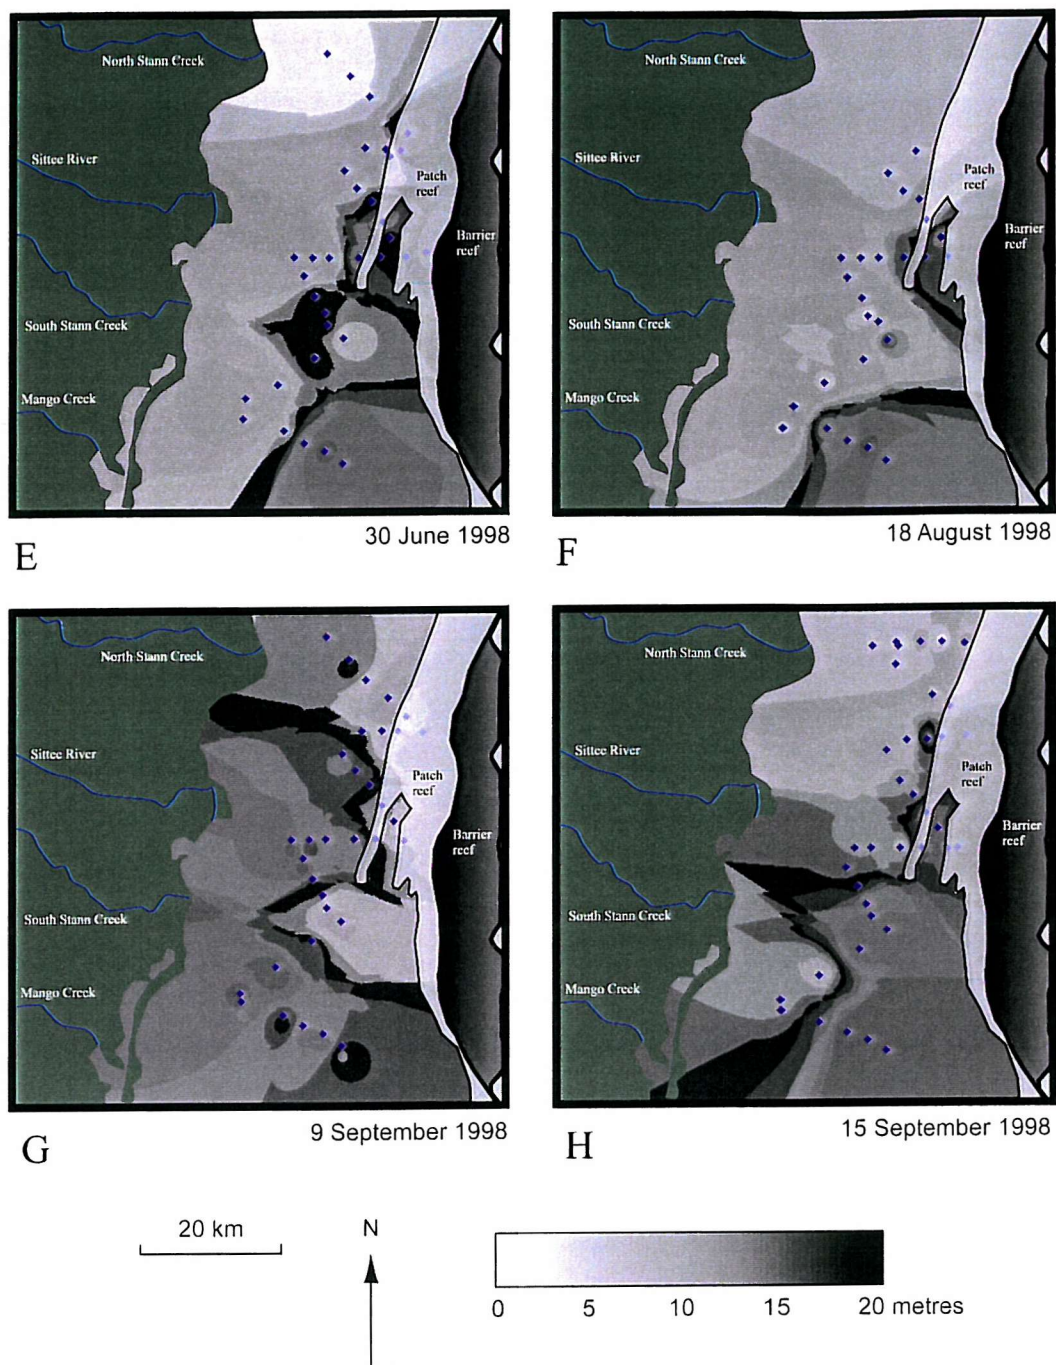 North Stann Creek
Sittee River
Patch
reef
Barrier
reef
South Stann Creek
Mango Creek
E
30 June 1998
North Stann Creek
Sittee River
Patch
reef
Barrier
reef
South Stann Creek
Mango Creek
F
18 August 1998
North Stann Creek
Sittee River
Patch
reef
Barrier
reef
South Stann Creek
Mango Creek
G
9 September 1998
North Stann Creek
Sittee River
Patch
reef
Barrier
reef
South Stann Creek
Mango Creek
H
15 September 1998
20 km
N
0 5 10 15 20 metres